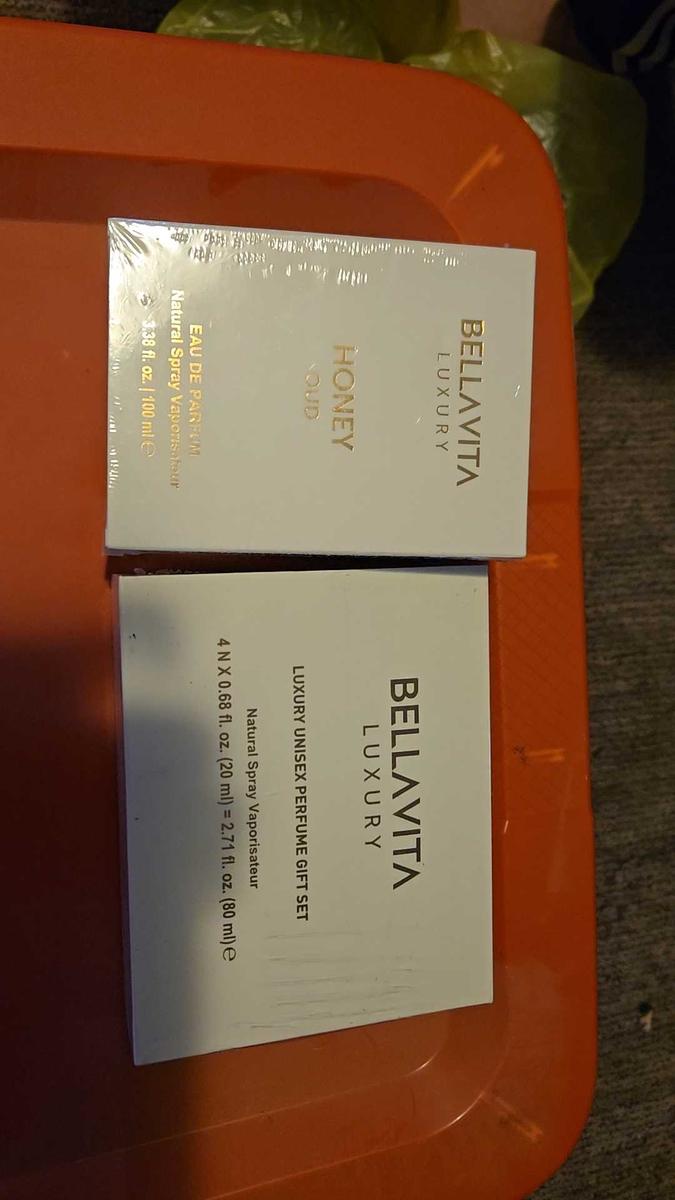 BELLAVITA
LUXURY
HONEY
OUD
EAU DE PARFUM
Natural Spray Vaporisateur
3.38 fl. oz. | 100 ml ℮
BELLAVITA
LUXURY
LUXURY UNISEX PERFUME GIFT SET
Natural Spray Vaporisateur
4 N X 0.68 fl. oz. (20 ml) = 2.71 fl. oz. (80 ml) ℮